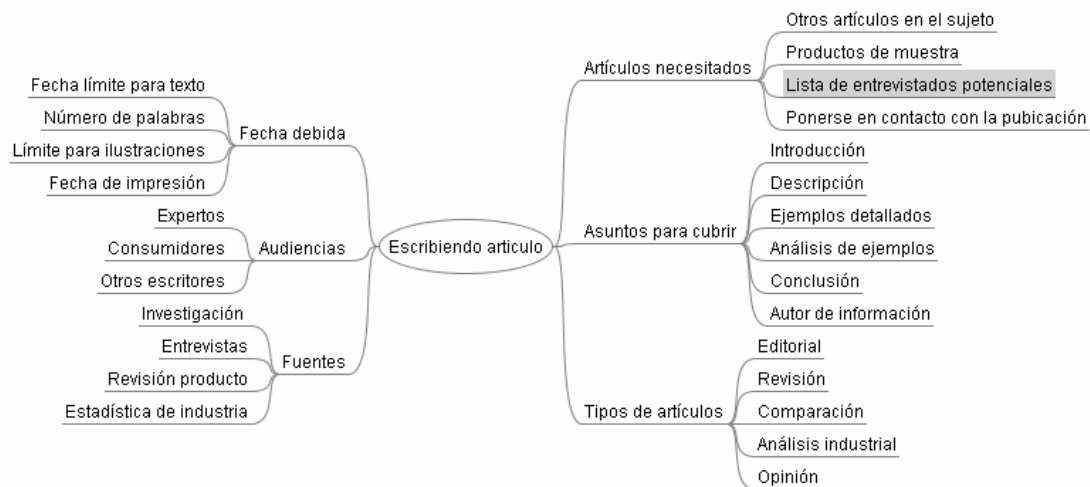 Escribiendo articulo
Fecha debida
Fecha límite para texto
Número de palabras
Límite para ilustraciones
Fecha de impresión
Audiencias
Expertos
Consumidores
Otros escritores
Fuentes
Investigación
Entrevistas
Revisión producto
Estadística de industria
Artículos necesitados
Otros artículos en el sujeto
Productos de muestra
Lista de entrevistados potenciales
Ponerse en contacto con la pubicación
Asuntos para cubrir
Introducción
Descripción
Ejemplos detallados
Análisis de ejemplos
Conclusión
Autor de información
Tipos de artículos
Editorial
Revisión
Comparación
Análisis industrial
Opinión